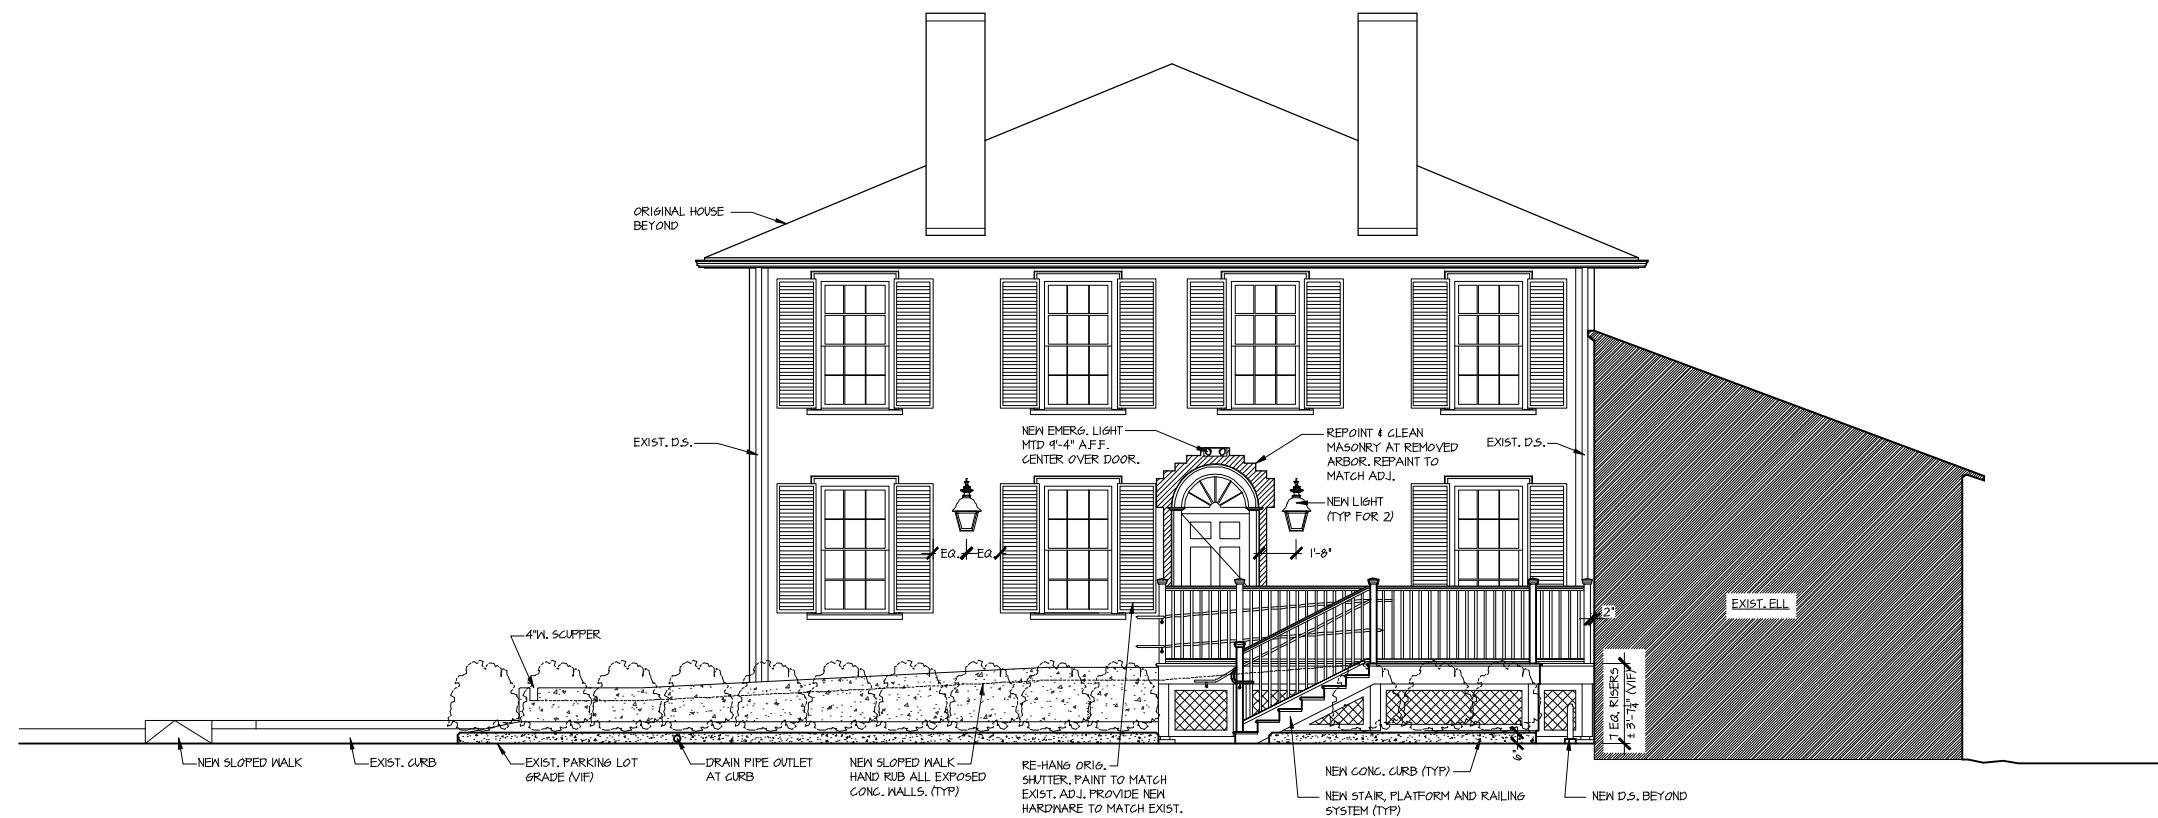 ORIGINAL HOUSE
BEYOND
EXIST. D.S.
NEW EMERG. LIGHT
MTD 9'-4" A.F.F.
CENTER OVER DOOR.
REPOINT & CLEAN
MASONRY AT REMOVED
ARBOR. REPAINT TO
MATCH ADJ.
EXIST. D.S.
NEW LIGHT
(TYP FOR 2)
EQ.
EQ.
1'-8"
EXIST. ELL
2"
4"W. SCUPPER
7 EQ. RISERS
± 3'-7 1/4" (VIF)
6"
NEW SLOPED WALK
EXIST. CURB
EXIST. PARKING LOT
GRADE (VIF)
DRAIN PIPE OUTLET
AT CURB
NEW SLOPED WALK
HAND RUB ALL EXPOSED
CONC. WALLS. (TYP)
RE-HANG ORIG.
SHUTTER. PAINT TO MATCH
EXIST. ADJ. PROVIDE NEW
HARDWARE TO MATCH EXIST.
NEW CONC. CURB (TYP)
NEW STAIR, PLATFORM AND RAILING
SYSTEM (TYP)
NEW D.S. BEYOND